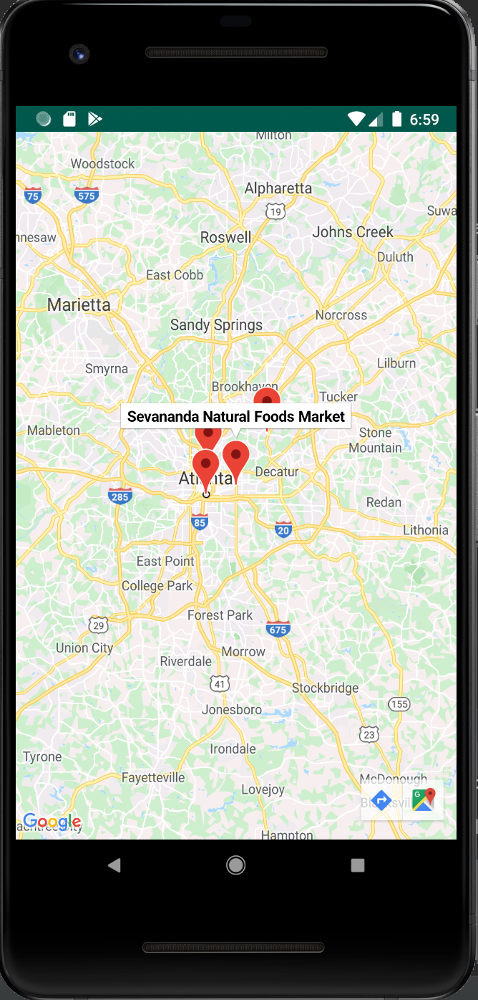 6:59
Milton
Woodstock
Alpharetta
75
575
19
Suwa
nnesaw
Roswell
Johns Creek
Duluth
East Cobb
Marietta
Norcross
Sandy Springs
Lilburn
Smyrna
Brookhaven
Tucker
Sevananda Natural Foods Market
Mableton
Stone
Mountain
Atlanta
Decatur
285
Redan
85
20
Lithonia
East Point
College Park
Forest Park
29
675
Union City
Morrow
Riverdale
41
Stockbridge
155
Jonesboro
23
Irondale
Tyrone
Fayetteville
McDonough
Lovejoy
G
Google
Hampton